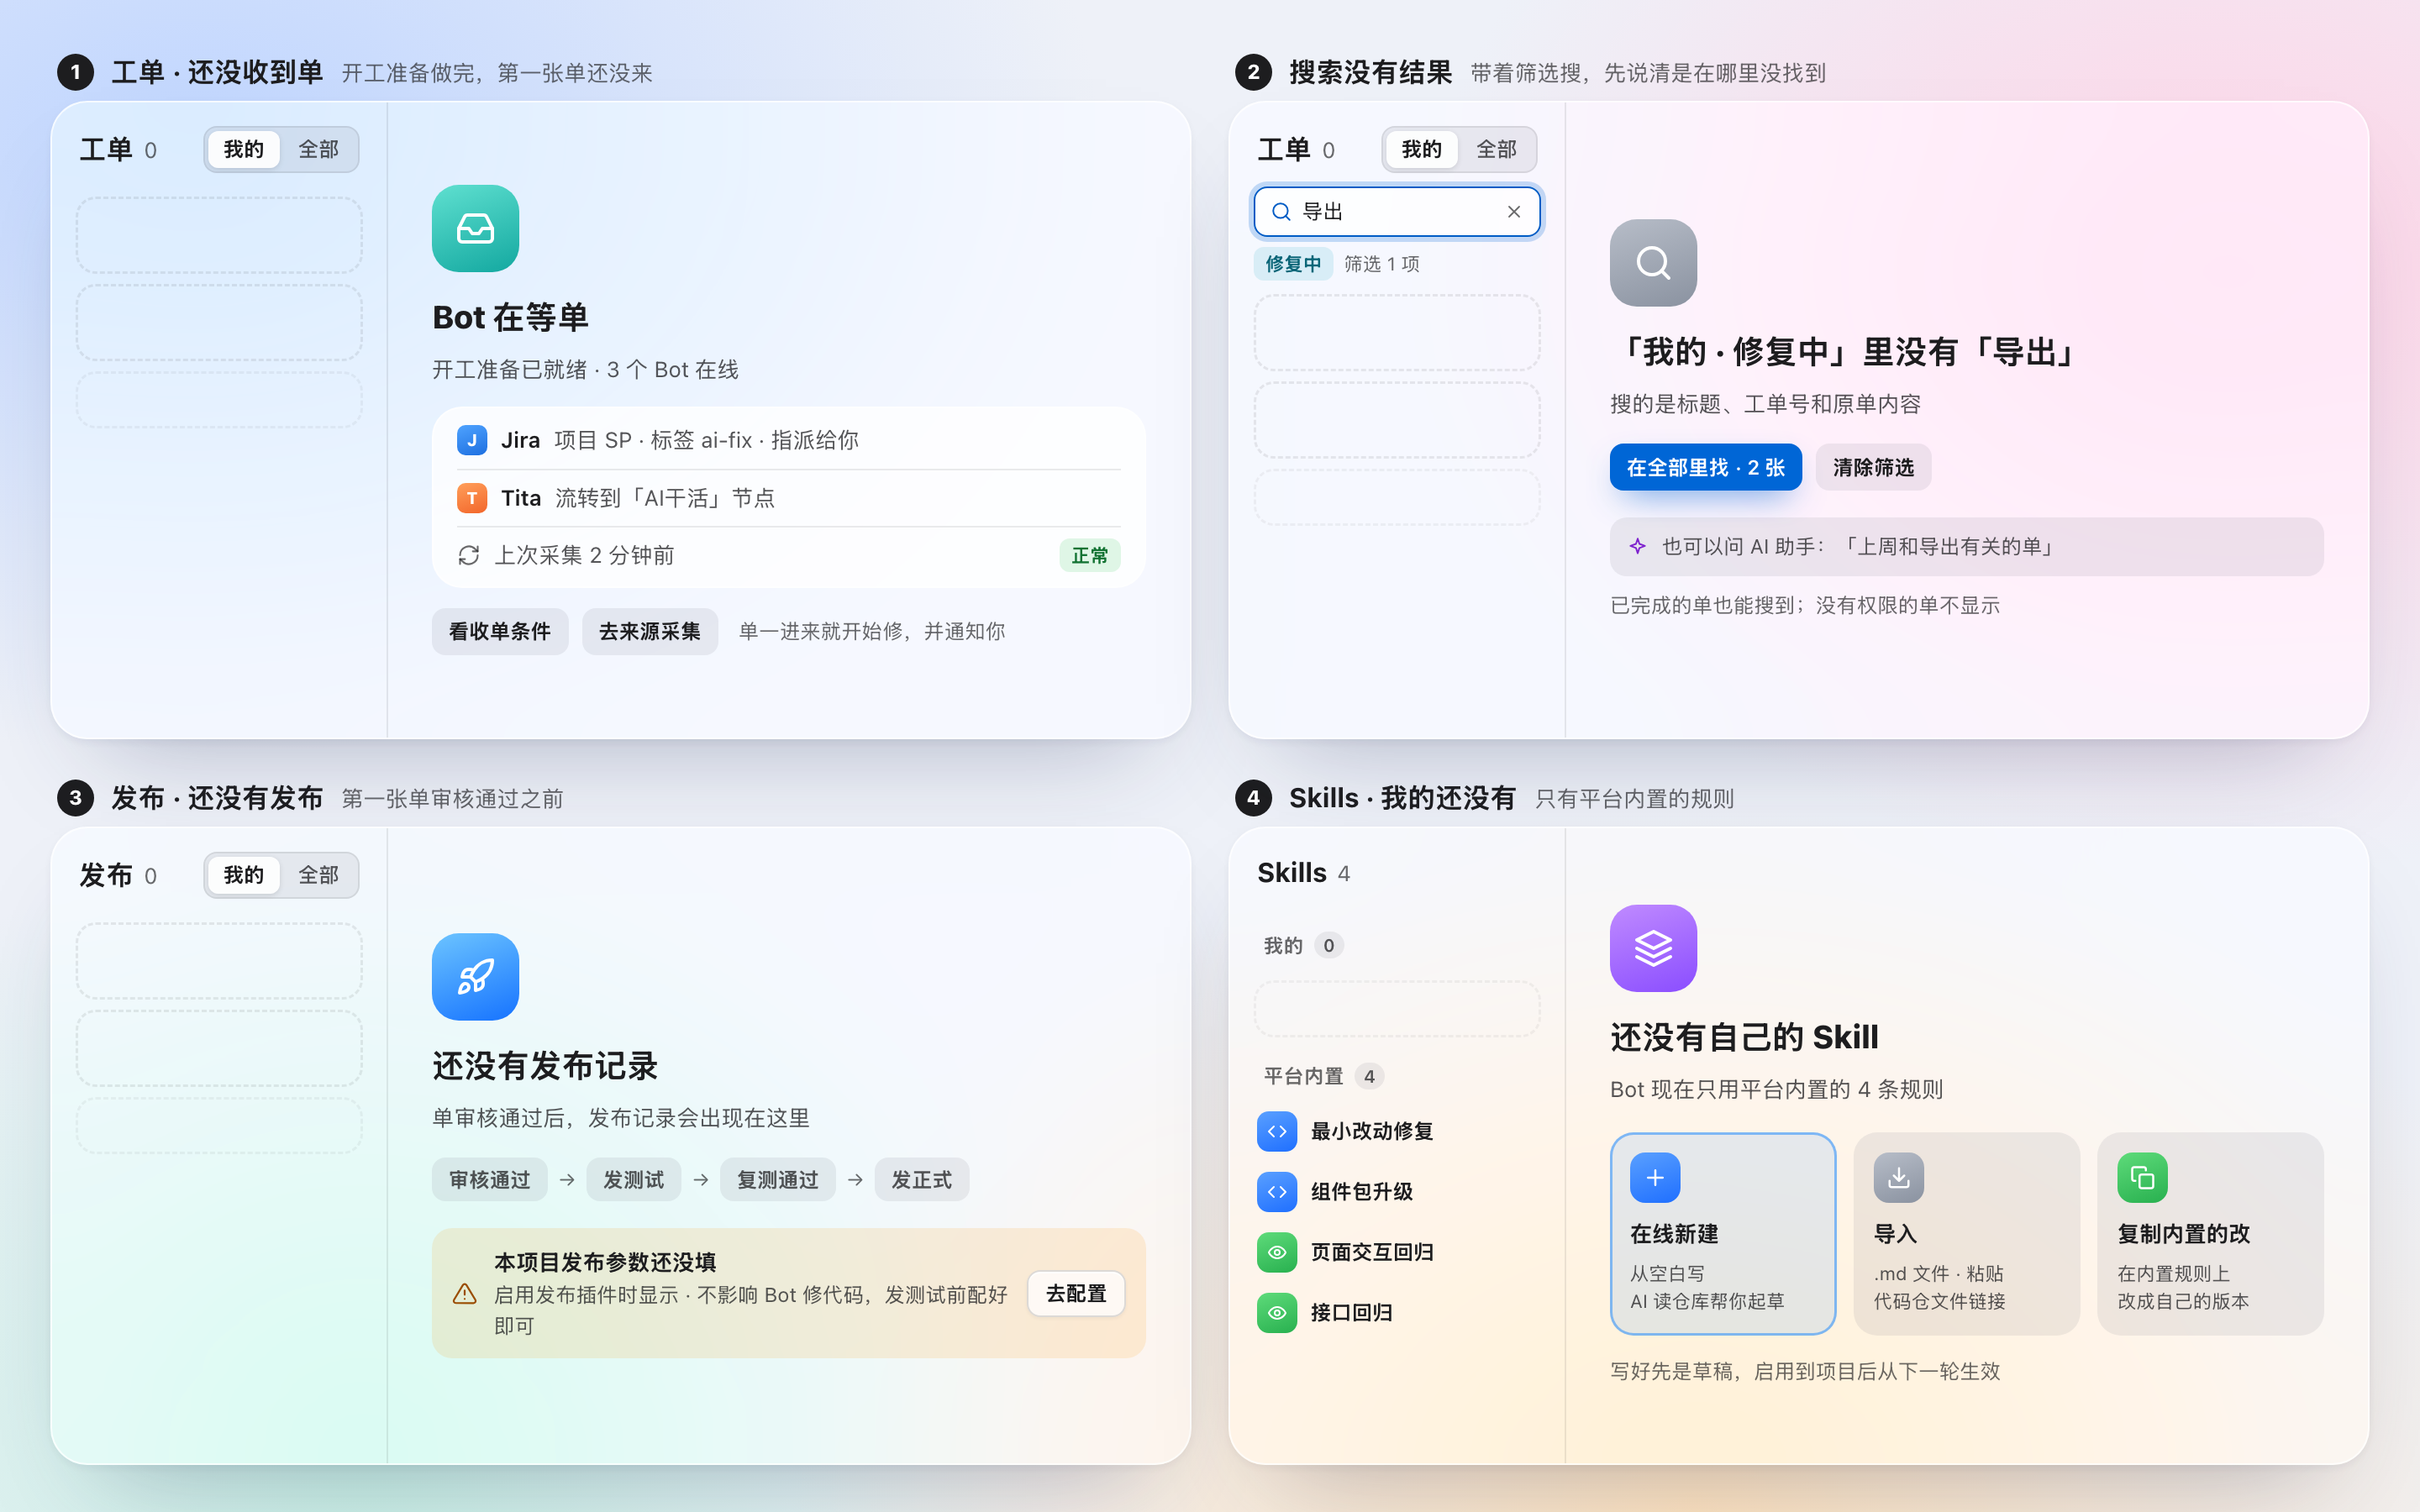 1 工单 · 还没收到单 开工准备做完，第一张单还没来
工单 0 我的 全部
Bot 在等单
开工准备已就绪 · 3 个 Bot 在线
J Jira 项目 SP · 标签 ai-fix · 指派给你
T Tita 流转到「AI干活」节点
上次采集 2 分钟前 正常
看收单条件 去来源采集 单一进来就开始修，并通知你
2 搜索没有结果 带着筛选搜，先说清是在哪里没找到
工单 0 我的 全部
导出
修复中 筛选 1 项
「我的 · 修复中」里没有「导出」
搜的是标题、工单号和原单内容
在全部里找 · 2 张 清除筛选
也可以问 AI 助手：「上周和导出有关的单」
已完成的单也能搜到；没有权限的单不显示
3 发布 · 还没有发布 第一张单审核通过之前
发布 0 我的 全部
还没有发布记录
单审核通过后，发布记录会出现在这里
审核通过 → 发测试 → 复测通过 → 发正式
本项目发布参数还没填
启用发布插件时显示 · 不影响 Bot 修代码，发测试前配好
即可
去配置
4 Skills · 我的还没有 只有平台内置的规则
Skills 4
我的 0
平台内置 4
最小改动修复
组件包升级
页面交互回归
接口回归
还没有自己的 Skill
Bot 现在只用平台内置的 4 条规则
在线新建
从空白写
AI 读仓库帮你起草
导入
.md 文件 · 粘贴
代码仓文件链接
复制内置的改
在内置规则上
改成自己的版本
写好先是草稿，启用到项目后从下一轮生效